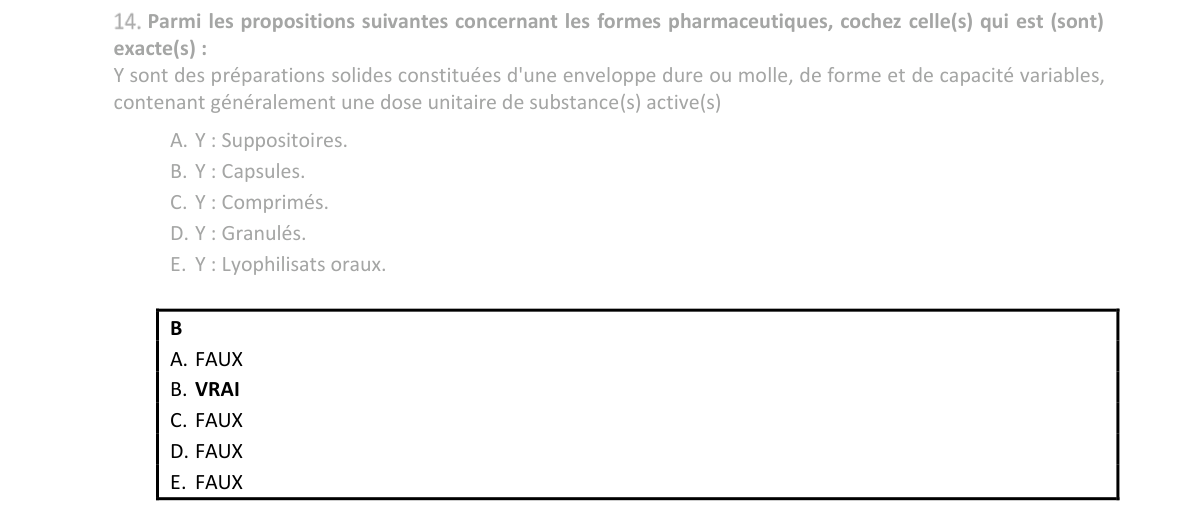 14. Parmi les propositions suivantes concernant les formes pharmaceutiques, cochez celle(s) qui est (sont)
exacte(s) :
Y sont des préparations solides constituées d'une enveloppe dure ou molle, de forme et de capacité variables,
contenant généralement une dose unitaire de substance(s) active(s)
A. Y : Suppositoires.
B. Y : Capsules.
C. Y : Comprimés.
D. Y : Granulés.
E. Y : Lyophilisats oraux.
B
A. FAUX
B. VRAI
C. FAUX
D. FAUX
E. FAUX